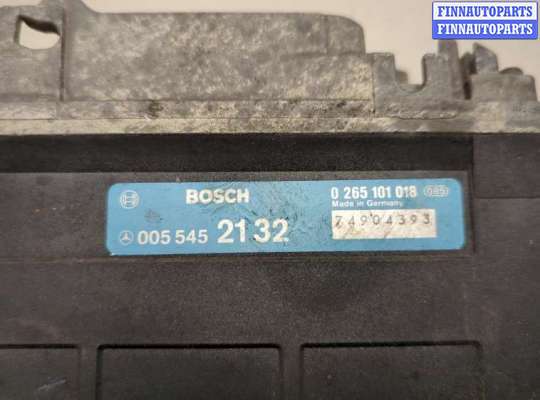 FINNAUTOPARTS
FINNAUTOPARTS
BOSCH
0 265 101 018
Made in Germany
74904393
005 545 21 32